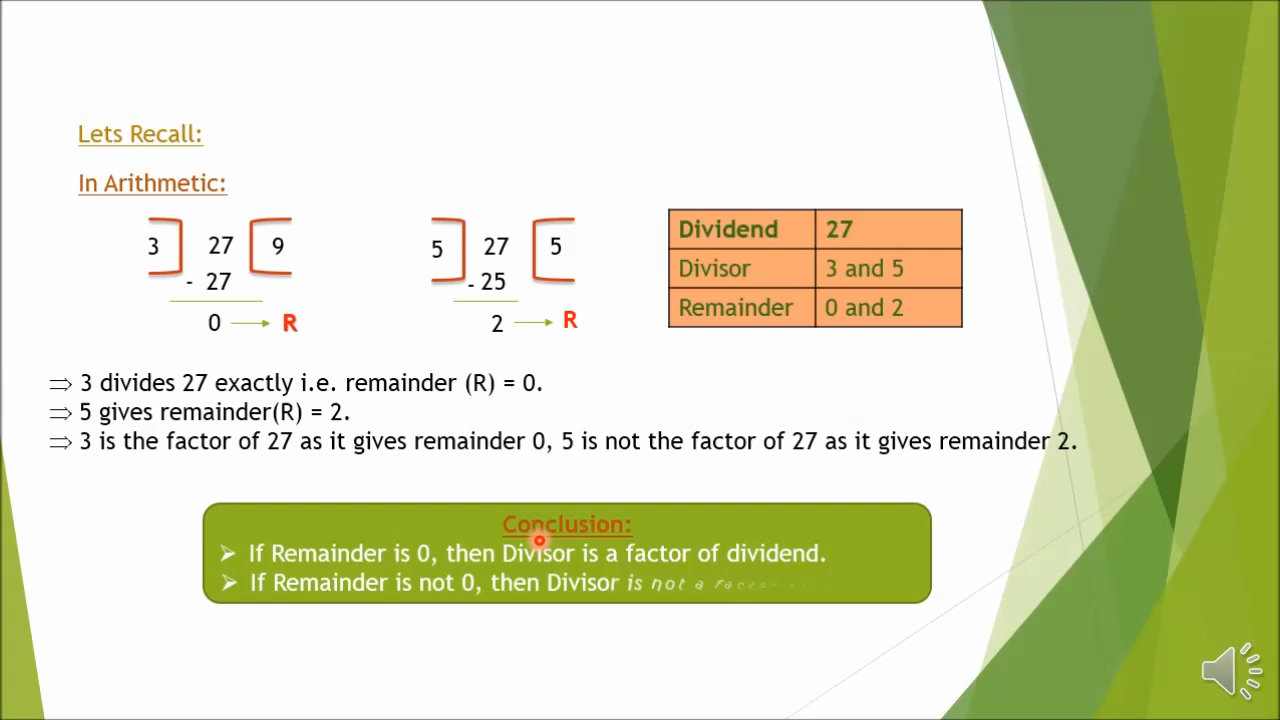 Lets Recall:
In Arithmetic:
3 27 9
- 27
0 R
5 27 5
- 25
2 R
Dividend 27
Divisor 3 and 5
Remainder 0 and 2
⇒ 3 divides 27 exactly i.e. remainder (R) = 0.
⇒ 5 gives remainder(R) = 2.
⇒ 3 is the factor of 27 as it gives remainder 0, 5 is not the factor of 27 as it gives remainder 2.
Conclusion:
➢ If Remainder is 0, then Divisor is a factor of dividend.
➢ If Remainder is not 0, then Divisor is not a